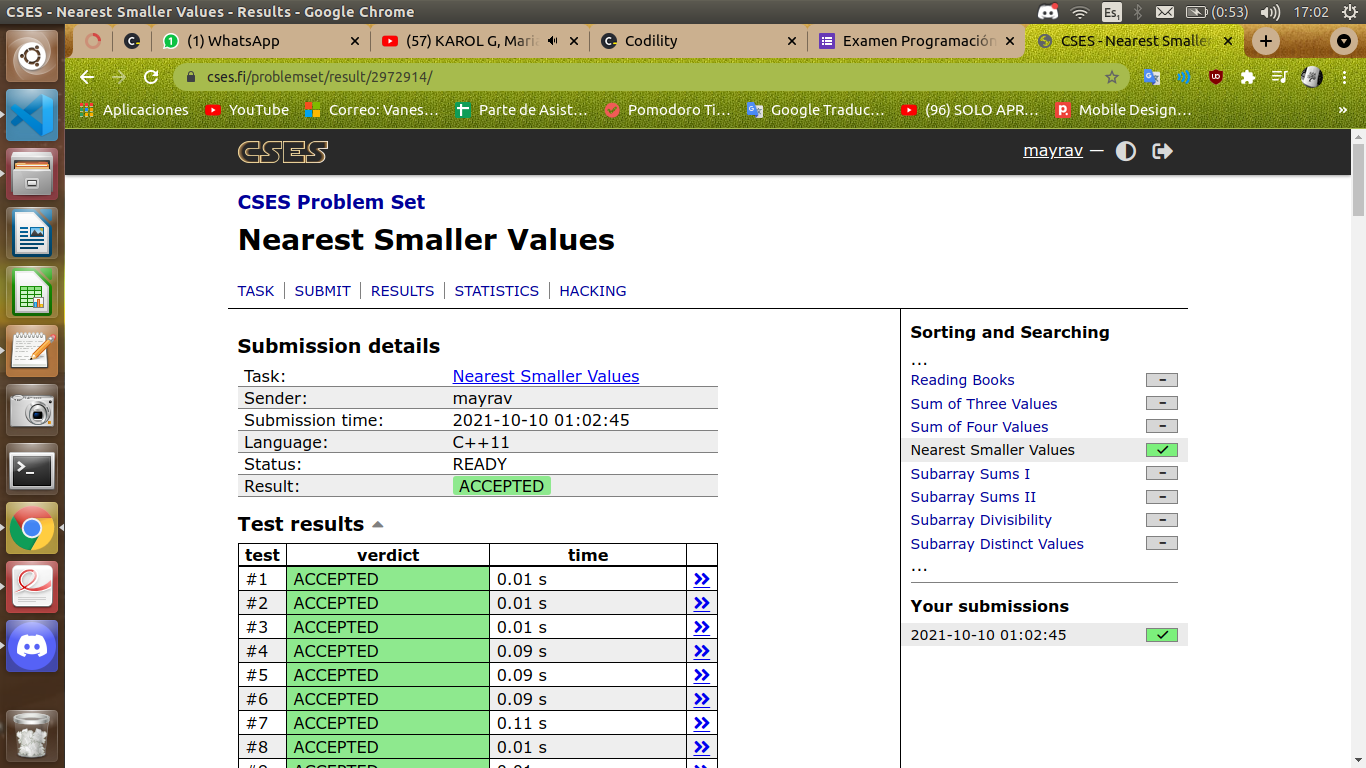 CSES - Nearest Smaller Values - Results - Google Chrome
Es1 (0:53) 17:02
(1) WhatsApp
(57) KAROL G, Maria
Codility
Examen Programación
CSES - Nearest Smaller
cses.fi/problemset/result/2972914/
Aplicaciones
YouTube
Correo: Vanes...
Parte de Asist...
Pomodoro Ti...
Google Traduc...
(96) SOLO APR...
Mobile Design...
»
CSES
mayrav —
CSES Problem Set
Nearest Smaller Values
TASK | SUBMIT | RESULTS | STATISTICS | HACKING
Submission details
Task: Nearest Smaller Values
Sender: mayrav
Submission time: 2021-10-10 01:02:45
Language: C++11
Status: READY
Result: ACCEPTED
Test results
test verdict time
#1 ACCEPTED 0.01 s »
#2 ACCEPTED 0.01 s »
#3 ACCEPTED 0.01 s »
#4 ACCEPTED 0.09 s »
#5 ACCEPTED 0.09 s »
#6 ACCEPTED 0.09 s »
#7 ACCEPTED 0.11 s »
#8 ACCEPTED 0.01 s »
Sorting and Searching
...
Reading Books –
Sum of Three Values –
Sum of Four Values –
Nearest Smaller Values ✓
Subarray Sums I –
Subarray Sums II –
Subarray Divisibility –
Subarray Distinct Values –
...
Your submissions
2021-10-10 01:02:45 ✓